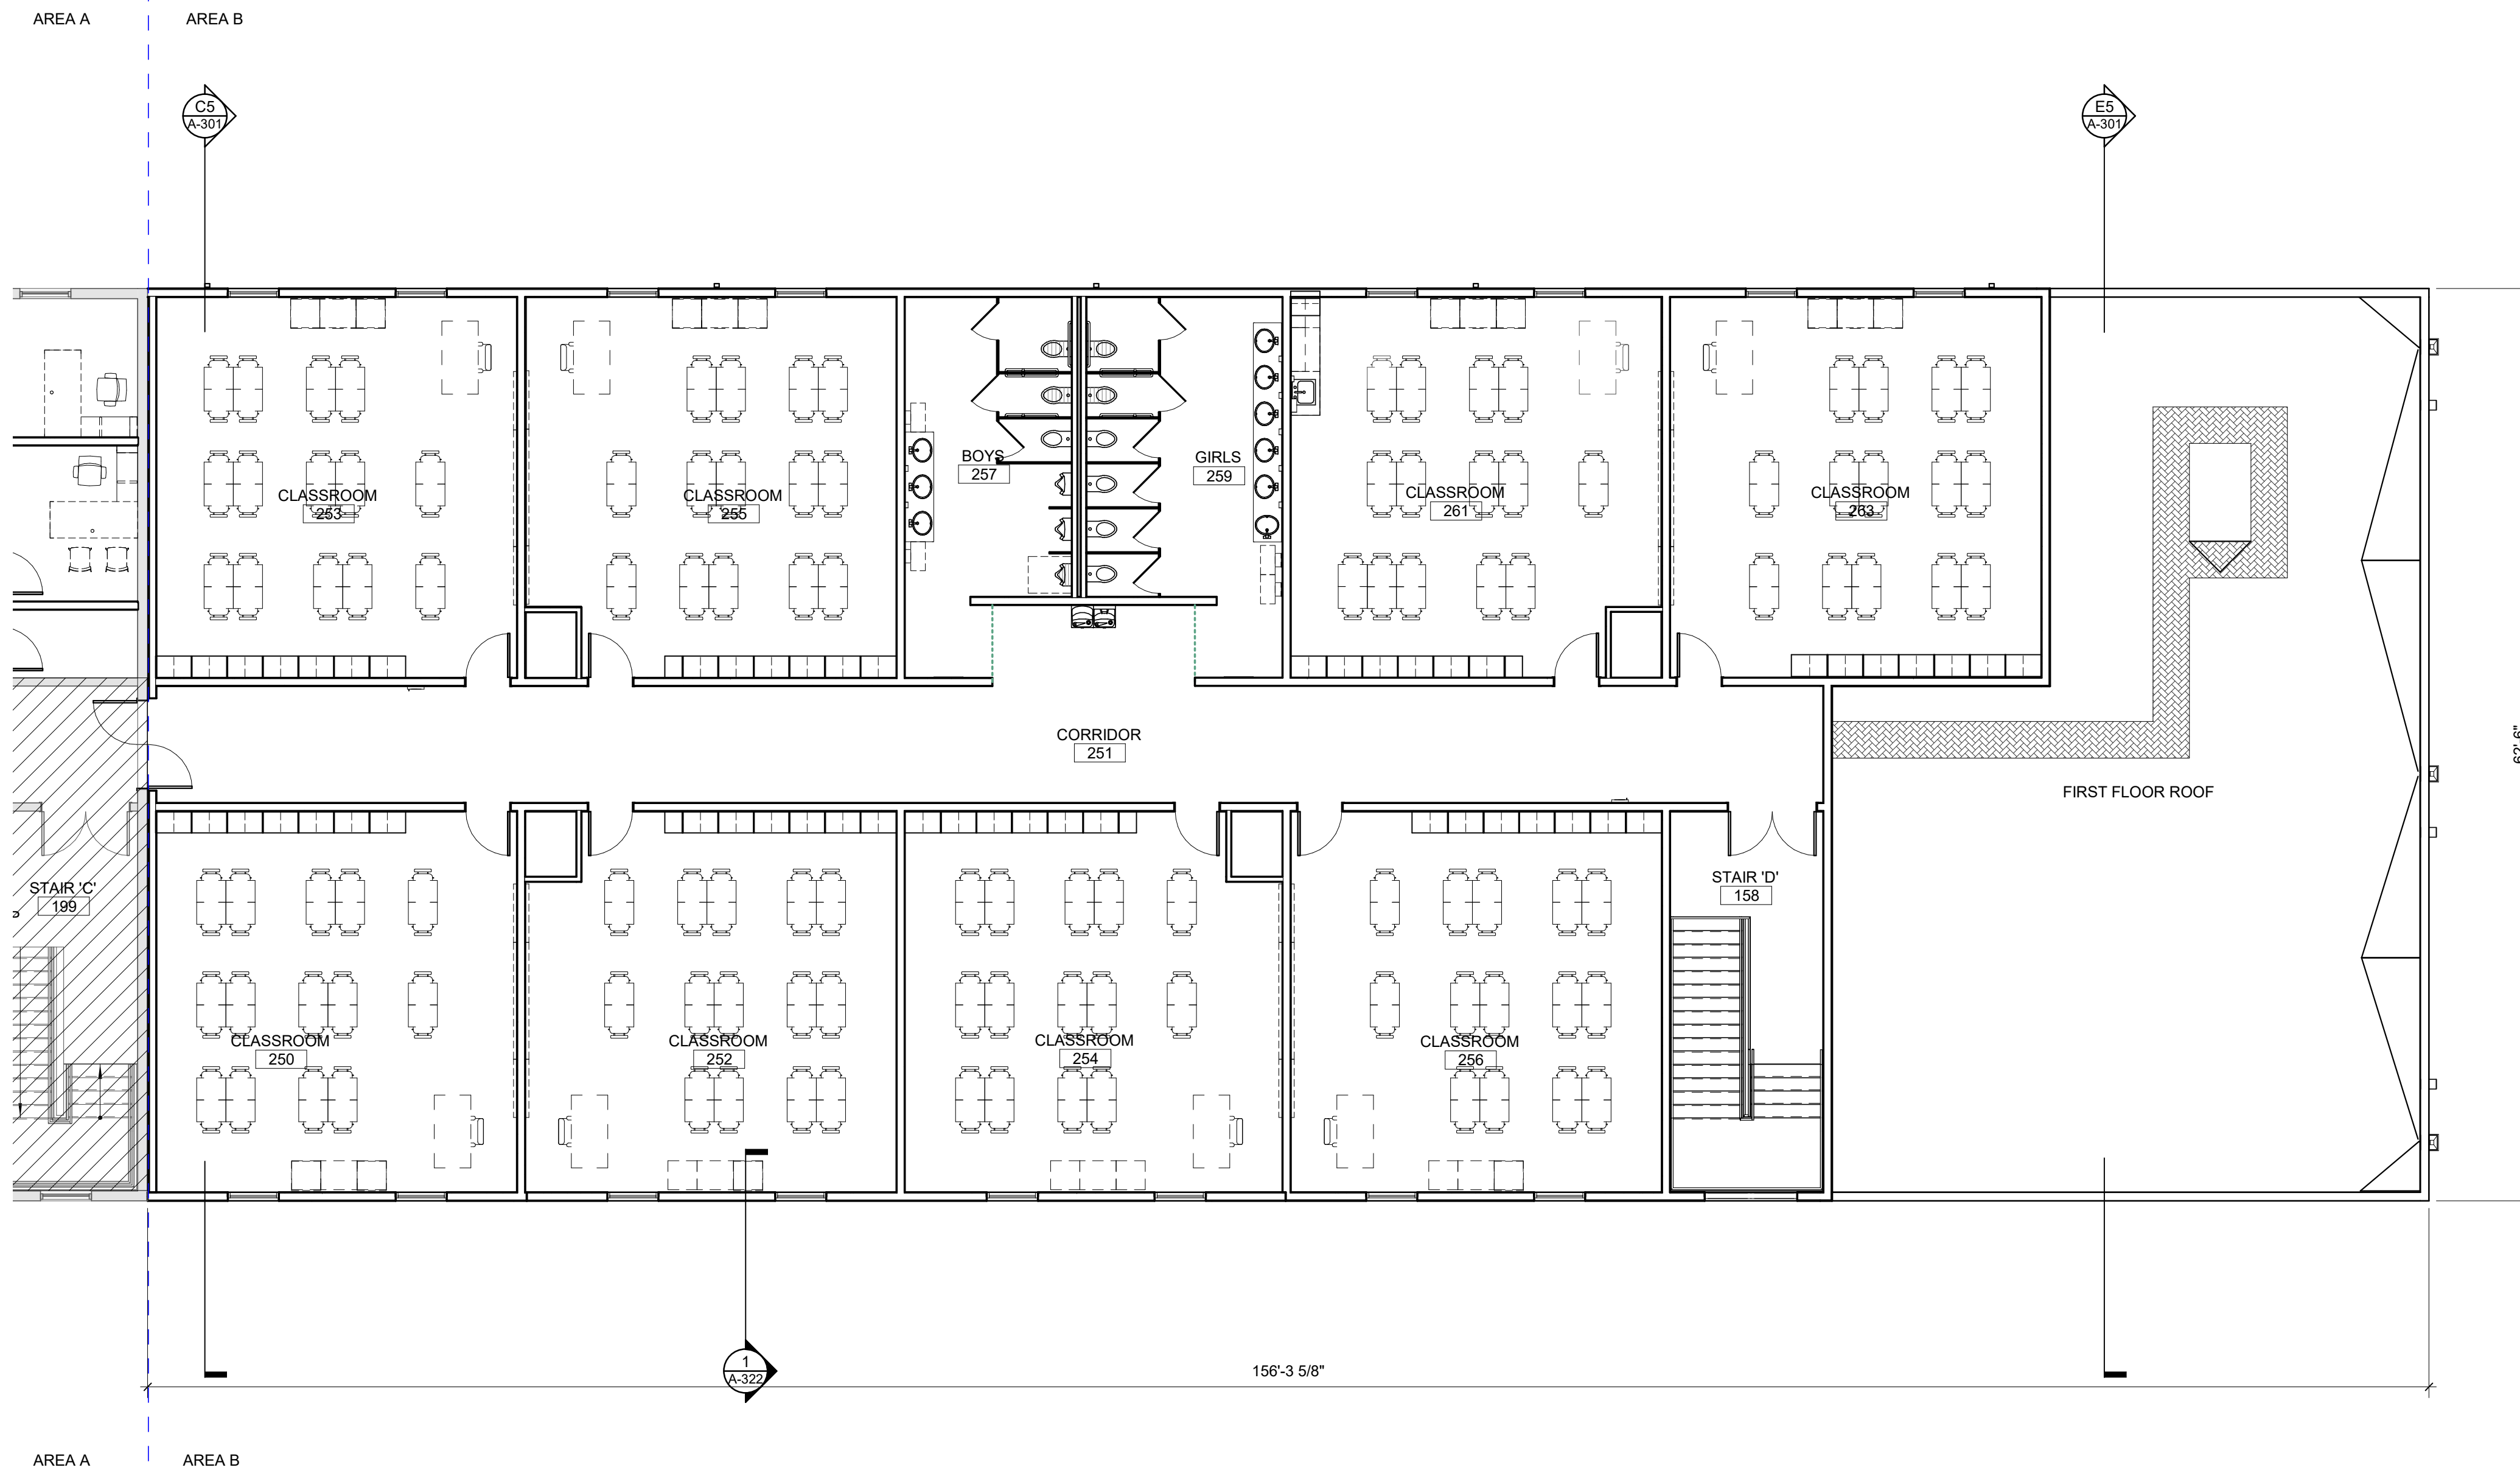 AREA A
AREA B
C5
A-301
E5
A-301
BOYS
257
GIRLS
259
CLASSROOM
253
CLASSROOM
255
CLASSROOM
261
CLASSROOM
263
CORRIDOR
251
62'-6"
FIRST FLOOR ROOF
STAIR 'C'
199
STAIR 'D'
158
CLASSROOM
250
CLASSROOM
252
CLASSROOM
254
CLASSROOM
256
1
A-322
156'-3 5/8"
AREA A
AREA B